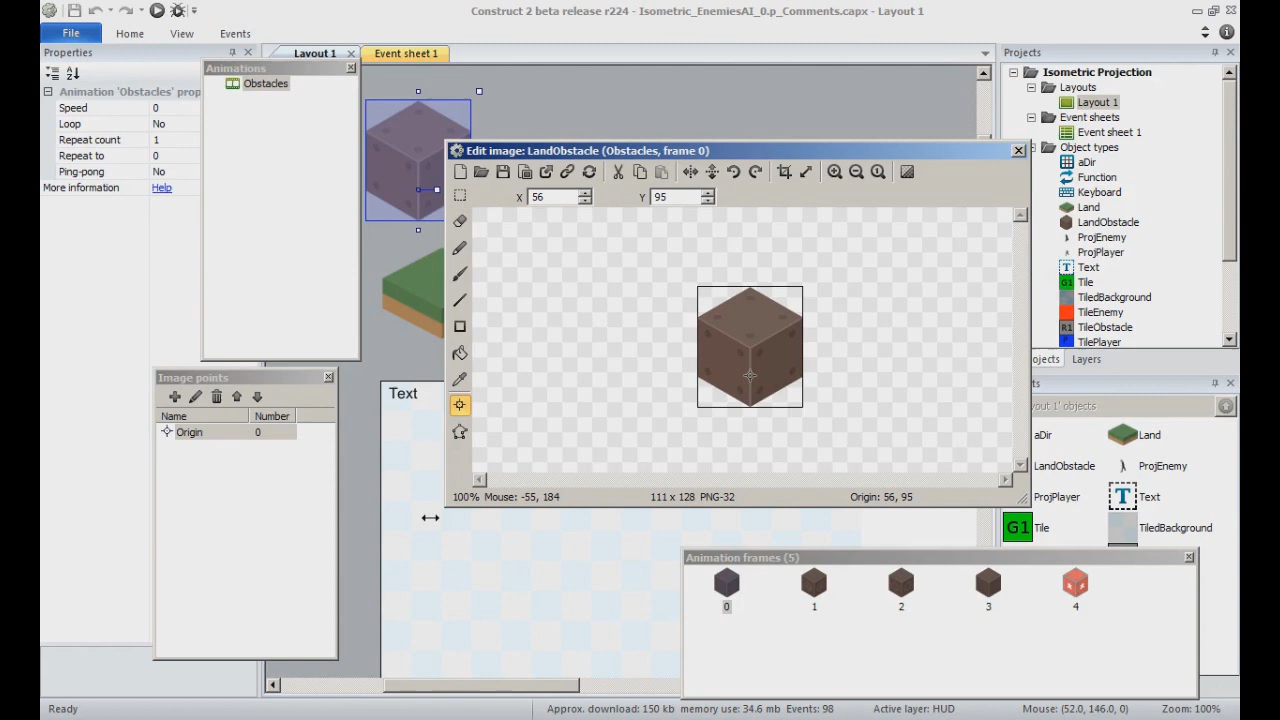 Construct 2 beta release r224 - Isometric_EnemiesAI_0.p_Comments.capx - Layout 1
File Home View Events
Properties
Animation 'Obstacles' prop
Speed 0
Loop No
Repeat count 1
Repeat to 0
Ping-pong No
More information Help
Animations
Obstacles
Layout 1 Event sheet 1
Edit image: LandObstacle (Obstacles, frame 0)
X 56 Y 95
100% Mouse: -55, 184 111 x 128 PNG-32 Origin: 56, 95
Image points
Name Number
Origin 0
Text
Animation frames (5)
0 1 2 3 4
Projects
Isometric Projection
Layouts
Layout 1
Event sheets
Event sheet 1
Object types
aDir
Function
Keyboard
Land
LandObstacle
ProjEnemy
ProjPlayer
T Text
G1 Tile
TiledBackground
TileEnemy
R1 TileObstacle
P TilePlayer
ojects Layers
ts
ut 1' objects
aDir Land
LandObstacle ProjEnemy
ProjPlayer T Text
G1 Tile TiledBackground
Ready Approx. download: 150 kb memory use: 34.6 mb Events: 98 Active layer: HUD Mouse: (52.0, 146.0, 0) Zoom: 100%